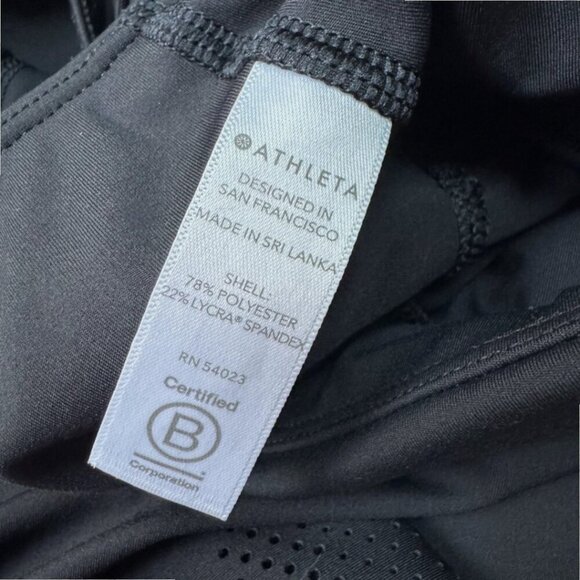 ATHLETA
DESIGNED IN
SAN FRANCISCO
MADE IN SRI LANKA
SHELL:
78% POLYESTER
22% LYCRA® SPANDEX
RN 54023
Certified
B
Corporation